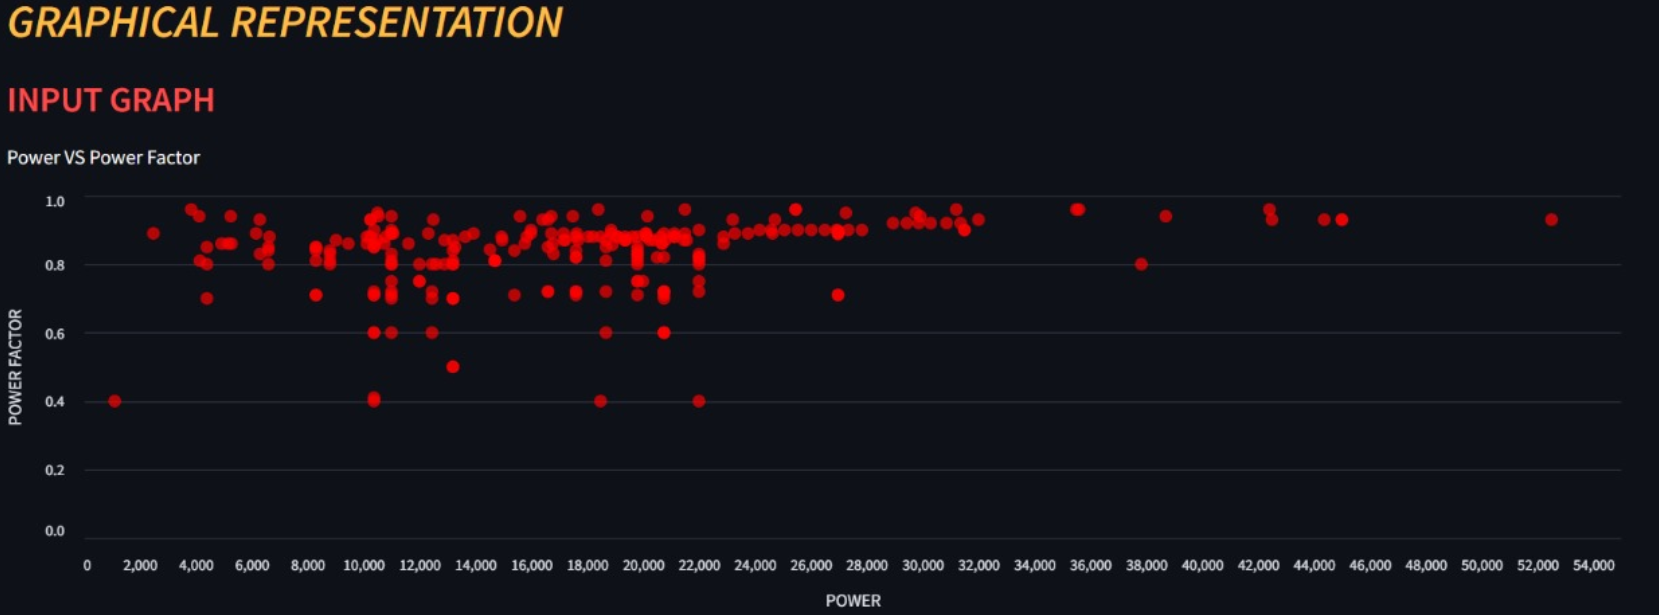 GRAPHICAL REPRESENTATION
INPUT GRAPH
Power VS Power Factor
1.0
0.8
0.6
0.4
0.2
0.0
POWER FACTOR
0 2,000 4,000 6,000 8,000 10,000 12,000 14,000 16,000 18,000 20,000 22,000 24,000 26,000 28,000 30,000 32,000 34,000 36,000 38,000 40,000 42,000 44,000 46,000 48,000 50,000 52,000 54,000
POWER